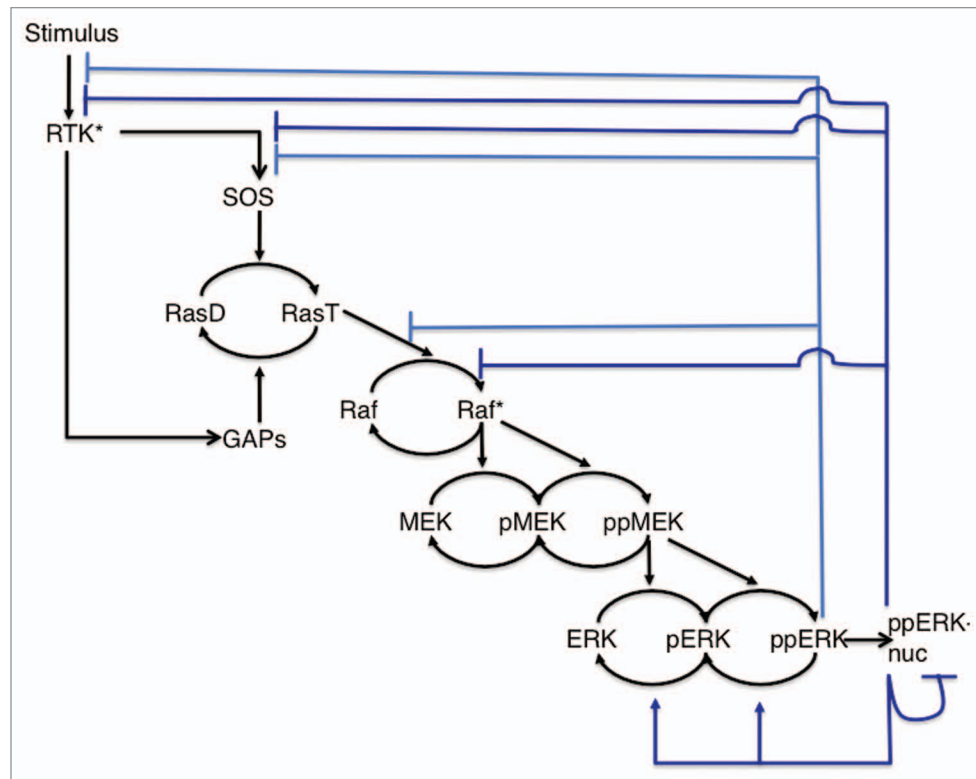 Stimulus
RTK*
SOS
RasD
RasT
Raf
Raf*
GAPs
MEK
pMEK
ppMEK
ERK
pERK
ppERK
ppERK·
nuc